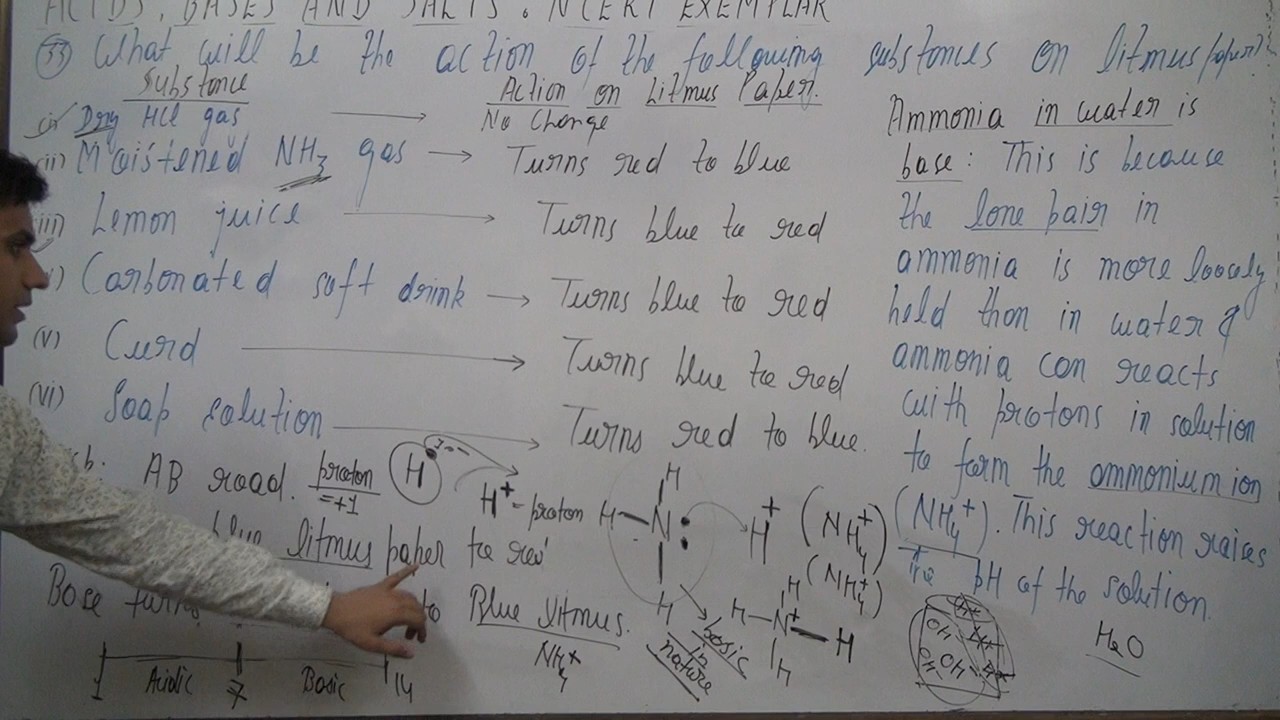 ACIDS, BASES AND SALTS. NCERT EXEMPLAR
(33) What will be the action of the following substances on litmus paper?
Substance Action on Litmus Paper.
(i) Dry HCl gas → No Change
(ii) Moistened NH3 gas → Turns red to blue
(iii) Lemon juice → Turns blue to red
Carbonated soft drink → Turns blue to red
(v) Curd → Turns blue to red
(vi) Soap solution → Turns red to blue.
AB road. proton
=+1
H
H+ - proton
litmus paper to red
Base turns to Blue litmus.
NH4+
1 Acidic 7 Basic 14
H
H N : H+ (NH4+)
H (NH4+)
basic
in
nature
H
H N+ H
H
Ammonia in water is
base: This is because
the lone pair in
ammonia is more loosely
held than in water &
ammonia can reacts
with protons in solution
to form the ammonium ion
(NH4+). This reaction raises
the pH of the solution.
OH-
OH- OH-
H2O